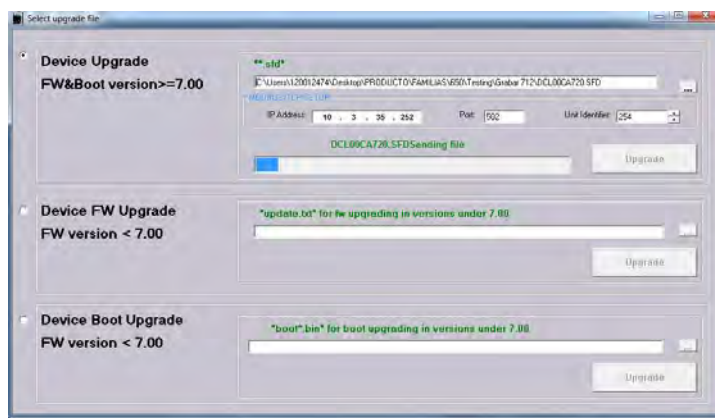 Select upgrade file
Device Upgrade
FW&Boot version>=7.00
"*.sfd"
C:\Users\120012474\Desktop\PRODUCTO\FAMILIAS\650\Testing\Grabar 712\DCL00CA720.SFD
...
IP Address: 10 . 3 . 35 . 252 Port: 502 Unit Identifier: 254
DCL00CA720.SFDSending file
Upgrade
Device FW Upgrade
FW version < 7.00
"update.txt" for fw upgrading in versions under 7.00
...
Upgrade
Device Boot Upgrade
FW version < 7.00
"boot*.bin" for boot upgrading in versions under 7.00
...
Upgrade